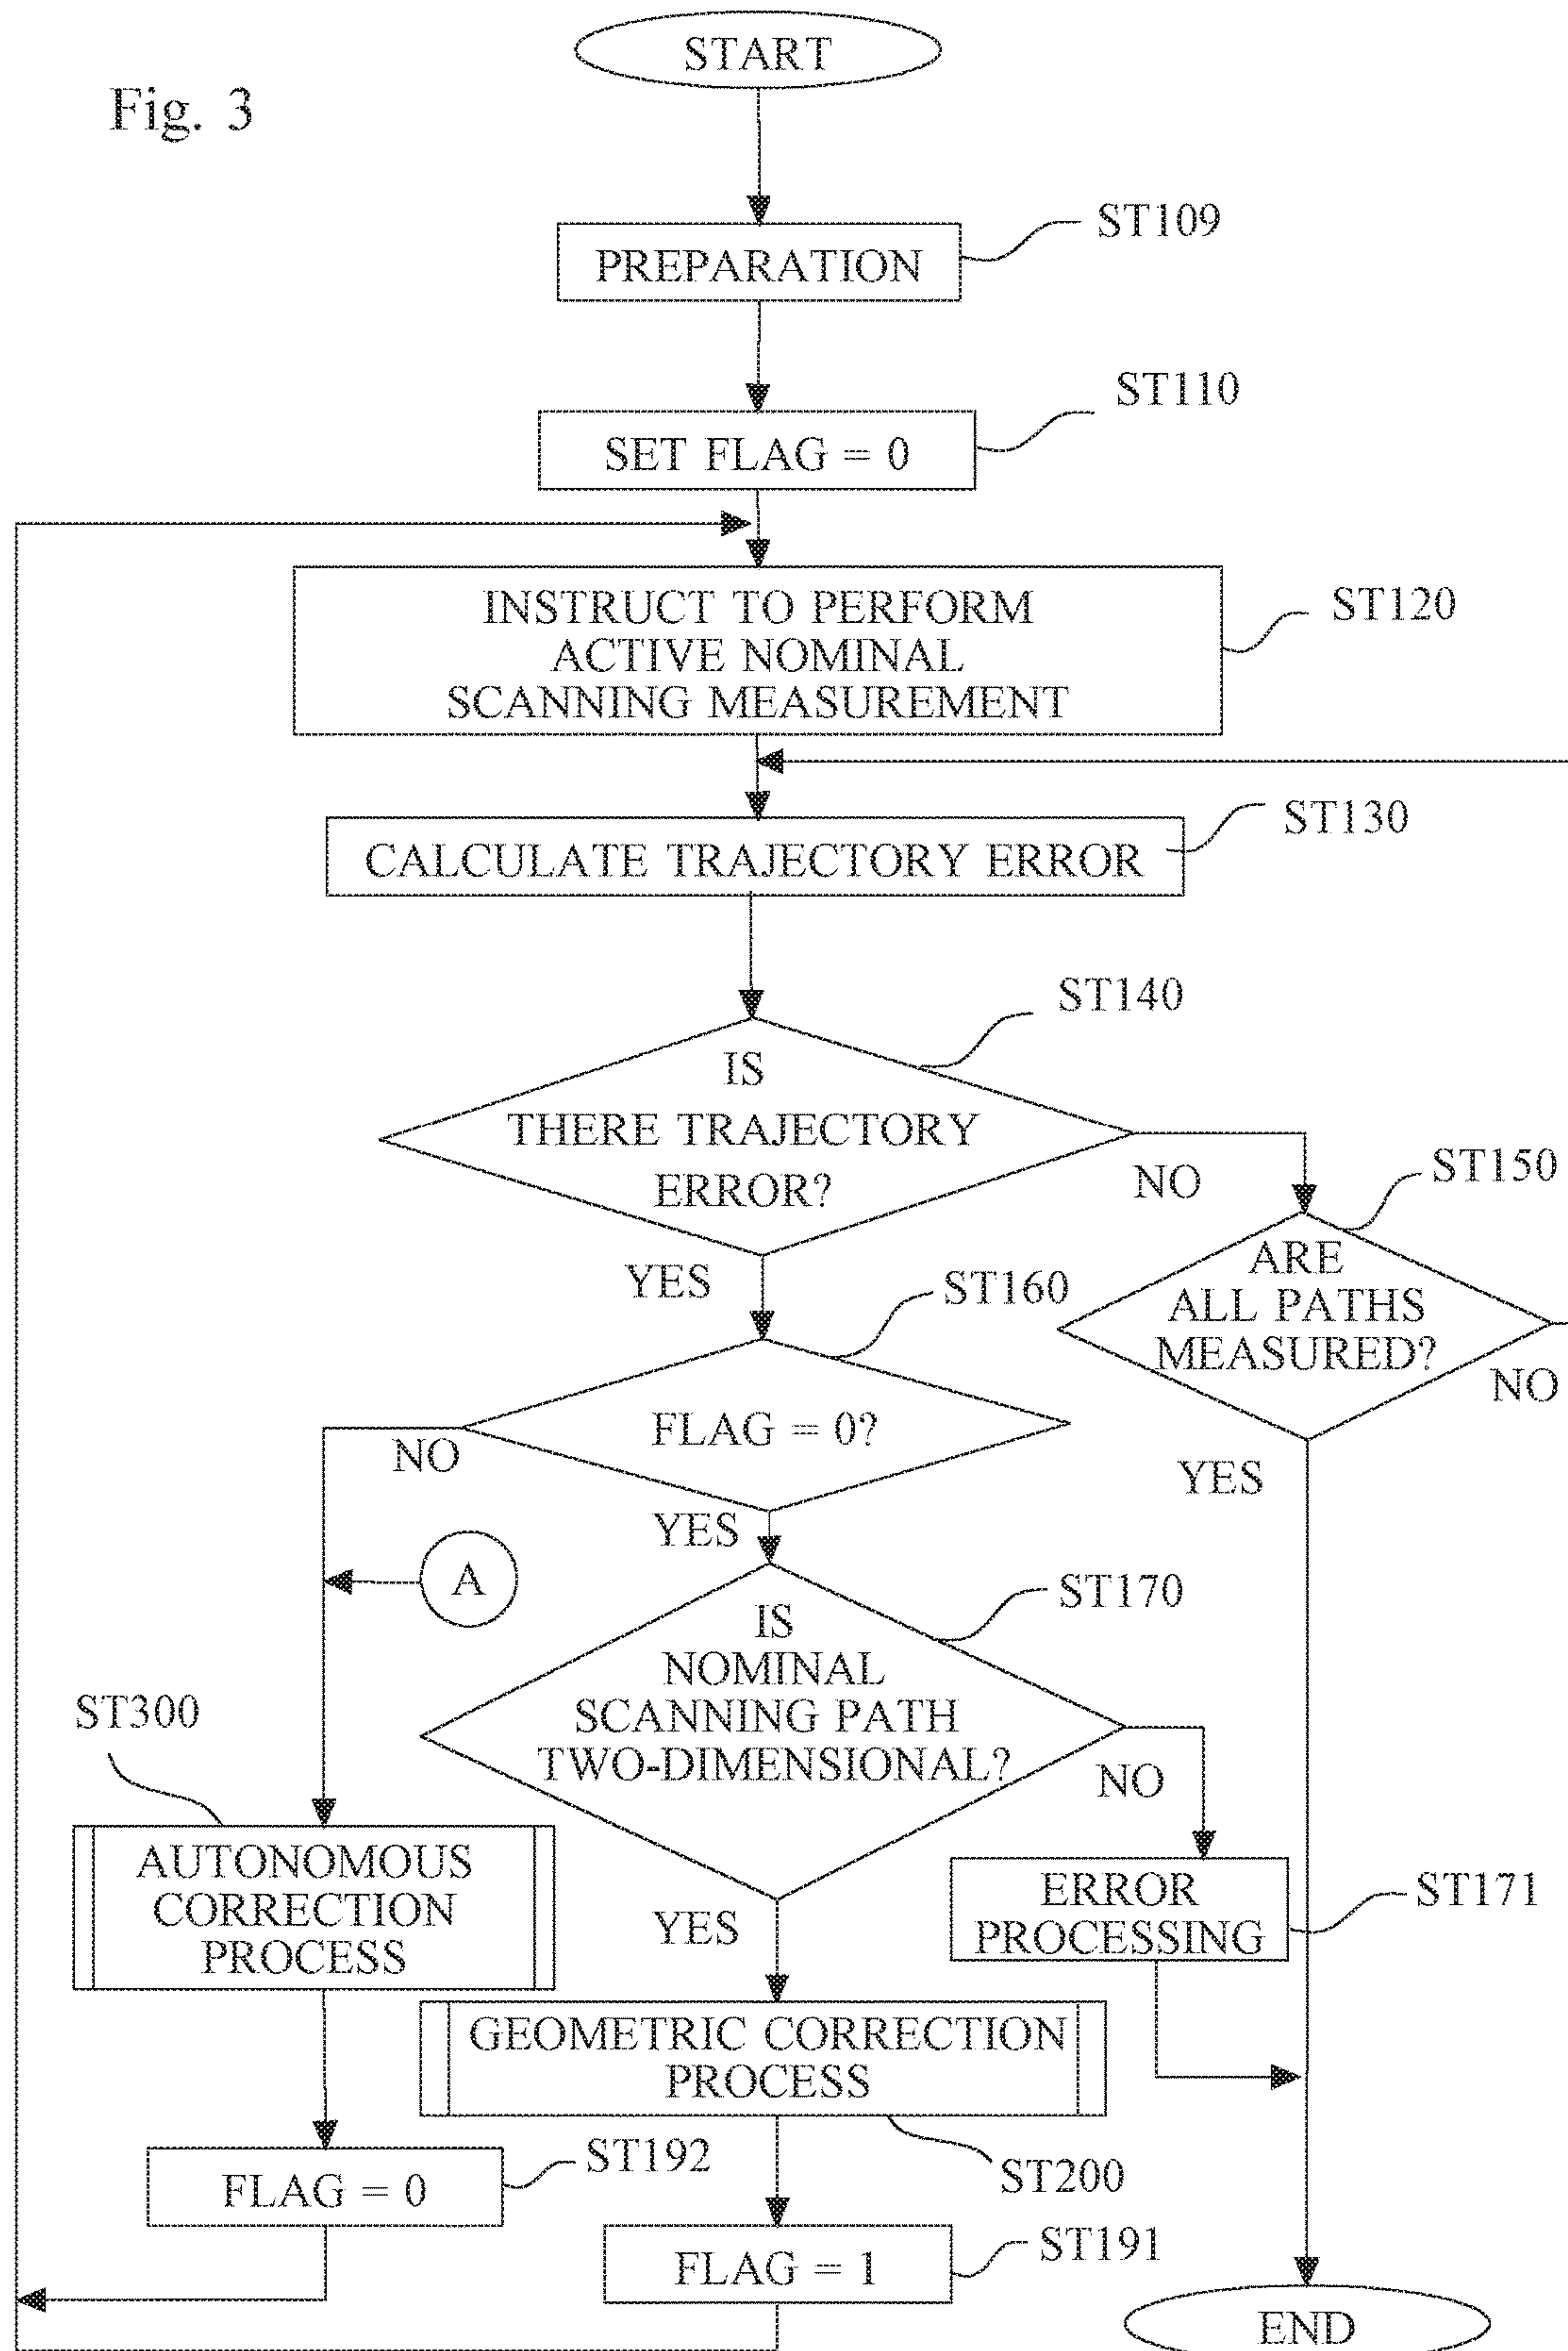 START
Fig. 3
ST109
PREPARATION
ST110
SET FLAG = 0
INSTRUCT TO PERFORM
ACTIVE NOMINAL
SCANNING MEASUREMENT
ST120
ST130
CALCULATE TRAJECTORY ERROR
ST140
IS
THERE TRAJECTORY
ERROR?
NO
ST150
ARE
ALL PATHS
MEASURED?
NO
YES
YES
ST160
FLAG = 0?
NO
YES
A
ST170
IS
NOMINAL
SCANNING PATH
TWO-DIMENSIONAL?
NO
ST300
AUTONOMOUS
CORRECTION
PROCESS
YES
ERROR
PROCESSING
ST171
GEOMETRIC CORRECTION
PROCESS
ST200
ST192
FLAG = 0
ST191
FLAG = 1
END